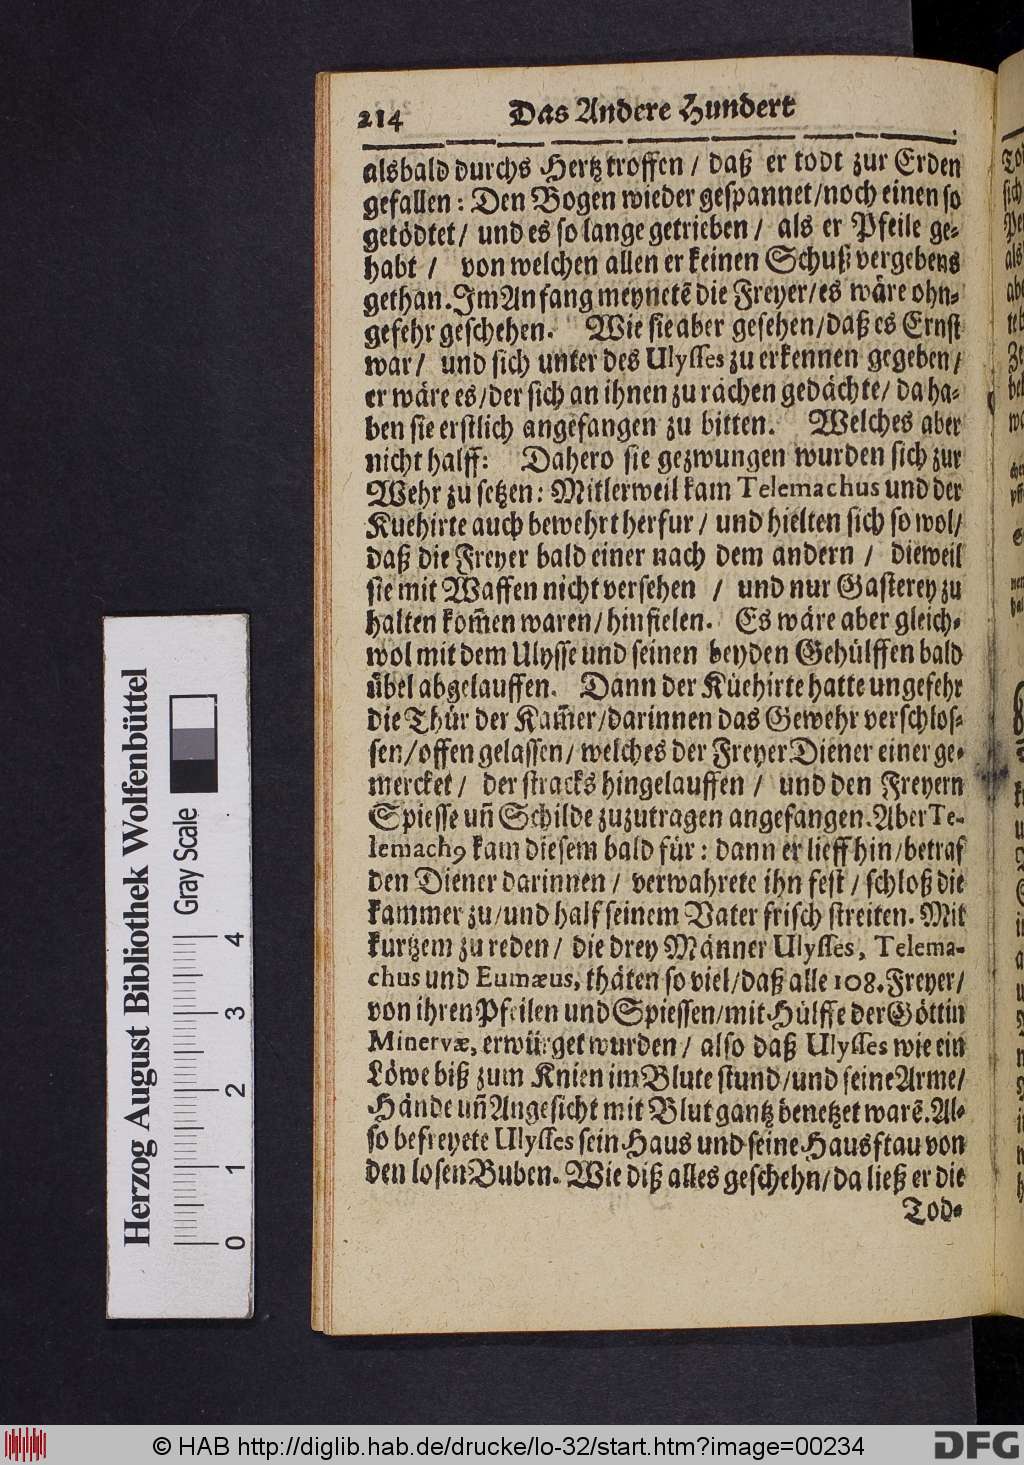 214 Das Andere Hundert
alsbald durchs Hertz troffen / daß er todt zur Erden
gefallen: Den Bogen wieder gespannet/noch einen so
getödtet/ und es so lange getrieben / als er Pfeile ge-
habt / von welchen allen er keinen Schuß vergebens
gethan. Im Anfang meynetē die Freyer/es wäre ohn-
gefehr geschehen. Wie sie aber gesehen/daß es Ernst
war/ und sich unter des Ulysses zu erkennen gegeben/
er wäre es/der sich an ihnen zu rächen gedächte/ da ha-
ben sie erstlich angefangen zu bitten. Welches aber
nicht halff: Dahero sie gezwungen wurden sich zur
Wehr zu setzen: Mitlerweil kam Telemachus und der
Kuehirte auch bewehrt herfur / und hielten sich so wol/
daß die Freyer bald einer nach dem andern / dieweil
sie mit Waffen nicht versehen / und nur Gasterey zu
halten kom̄en waren/hinfielen. Es wäre aber gleich-
wol mit dem Ulysse und seinen beyden Gehülffen bald
übel abgelauffen. Dann der Küehirte hatte ungefehr
die Thür der Kam̄er/darinnen das Gewehr verschlos-
sen/offen gelassen/welches der Freyer Diener einer ge-
mercket / der stracks hingelauffen / und den Freyern
Spiesse uñ Schilde zuzutragen angefangen. Aber Te-
lemachꝰ kam diesem bald für: dann er lieff hin/betraf
den Diener darinnen / verwahrete ihn fest / schloß die
kammer zu/und half seinem Vater frisch streiten. Mit
kurtzem zu reden / die drey Männer Ulysses, Telema-
chus und Eumæus, thäten so viel/daß alle 108. Freyer/
von ihren Pfeilen und Spiessen/mit Hülffe der Göttin
Minervæ, erwürget wurden / also daß Ulysses wie ein
Löwe biß zum Knien im Blute stund/und seine Arme/
Hände uñ Angesicht mit Blut gantz benetzet warē. Al-
so befreyete Ulysses sein Haus und seine Hausftau von
den losen Buben. Wie diß alles geschehn/da ließ er die
Tod-
Herzog August Bibliothek Wolfenbüttel
Gray Scale
0 1 2 3 4
© HAB http://diglib.hab.de/drucke/lo-32/start.htm?image=00234
DFG